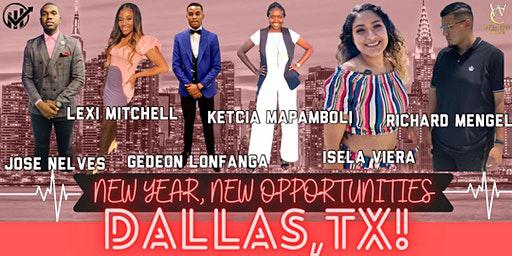 LEXI MITCHELL
KETCIA MAPAMBOLI
RICHARD MENGEL
JOSE NELVES
GEDEON LONFANGA
ISELA VIERA
NEW YEAR, NEW OPPORTUNITIES
DALLAS,TX!